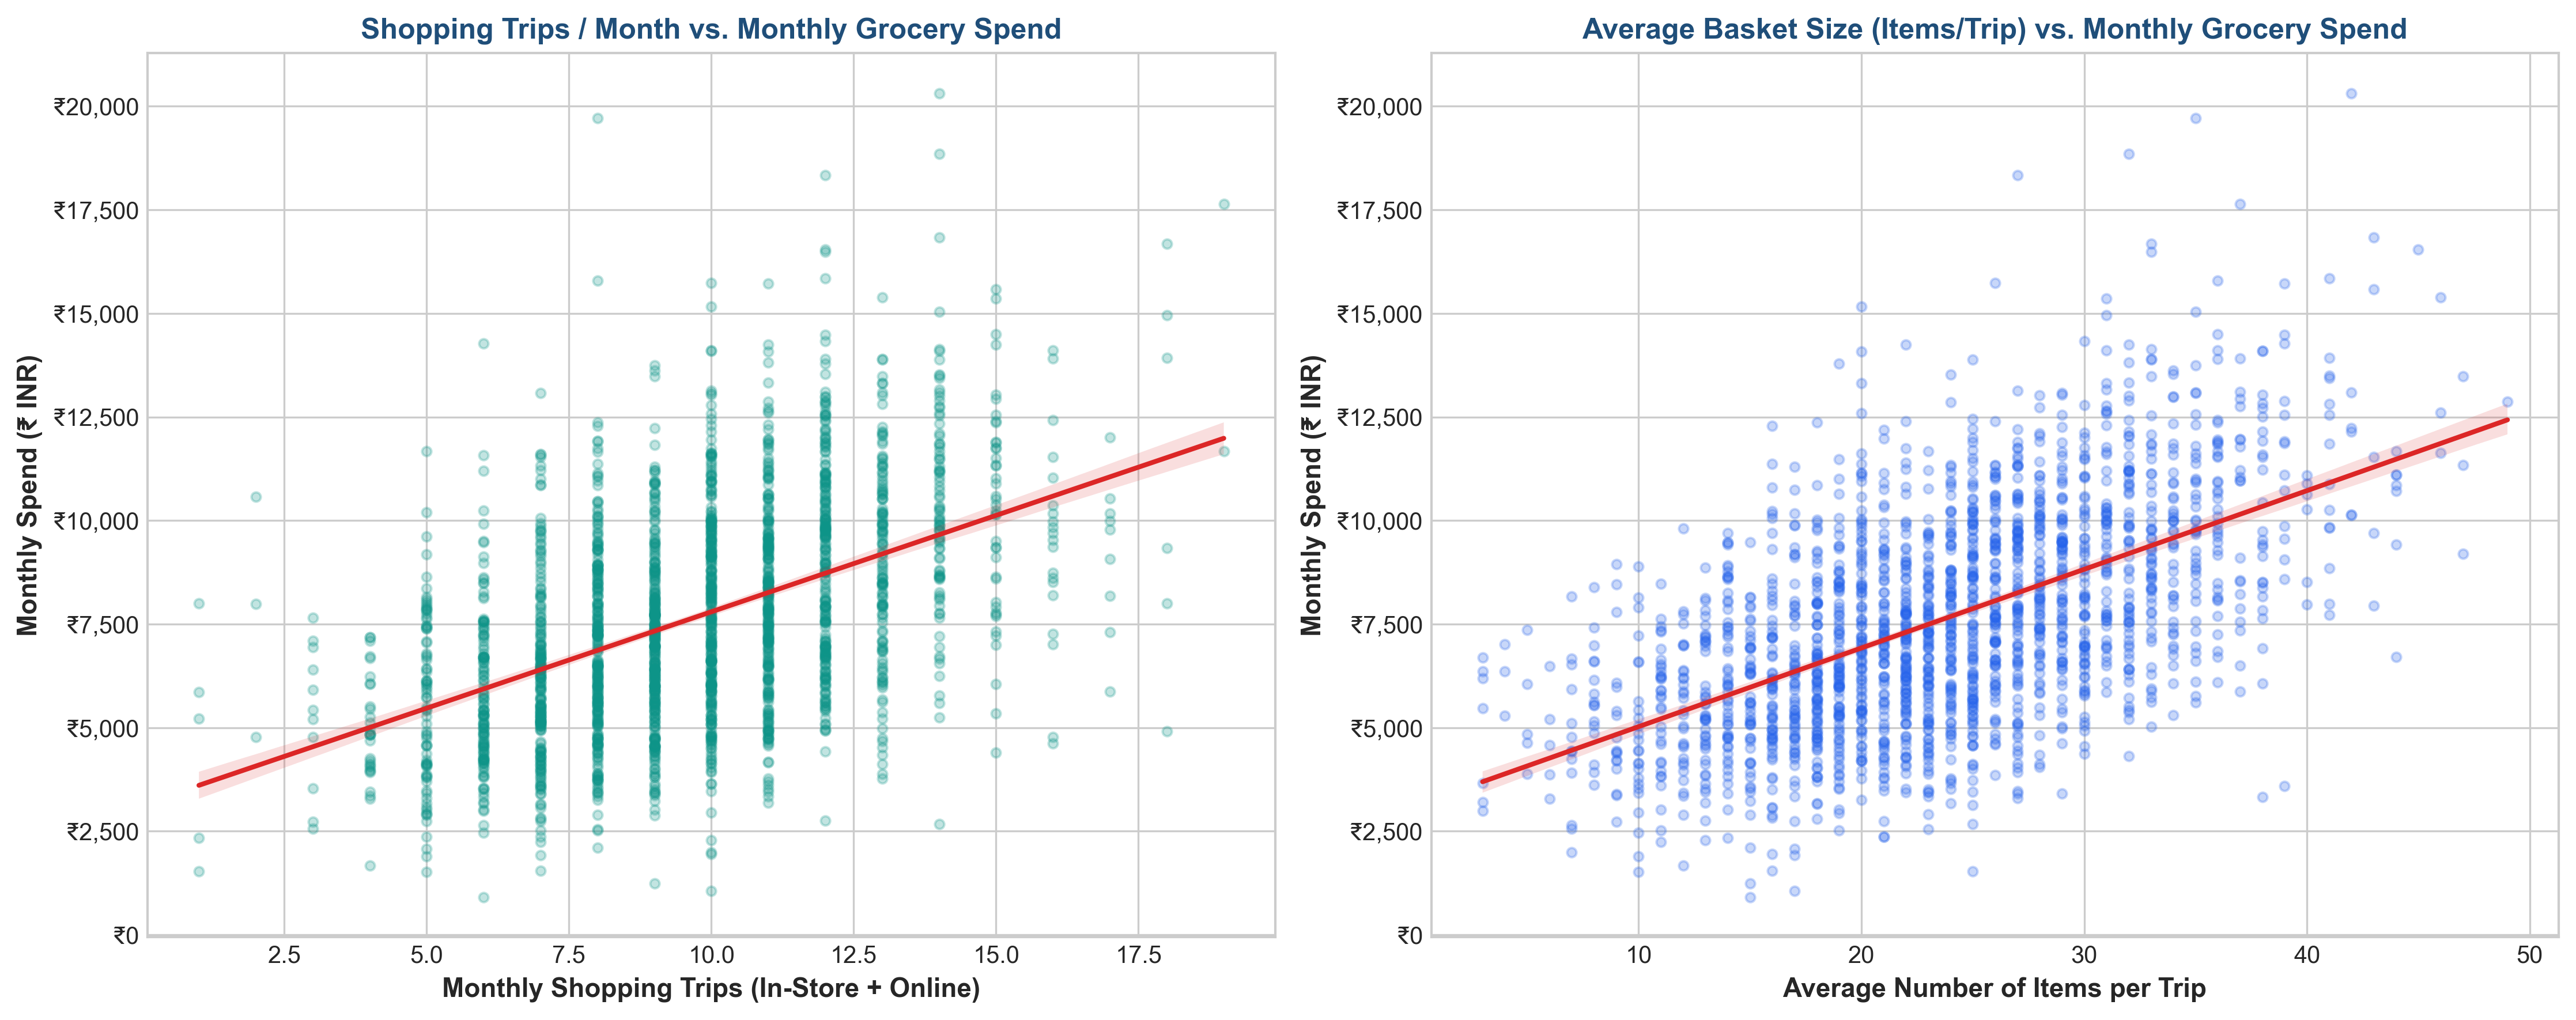 Shopping Trips / Month vs. Monthly Grocery Spend
₹20,000
₹17,500
₹15,000
₹12,500
₹10,000
₹7,500
₹5,000
₹2,500
₹0
Monthly Spend (₹ INR)
2.5 5.0 7.5 10.0 12.5 15.0 17.5
Monthly Shopping Trips (In-Store + Online)
Average Basket Size (Items/Trip) vs. Monthly Grocery Spend
₹20,000
₹17,500
₹15,000
₹12,500
₹10,000
₹7,500
₹5,000
₹2,500
₹0
Monthly Spend (₹ INR)
10 20 30 40 50
Average Number of Items per Trip